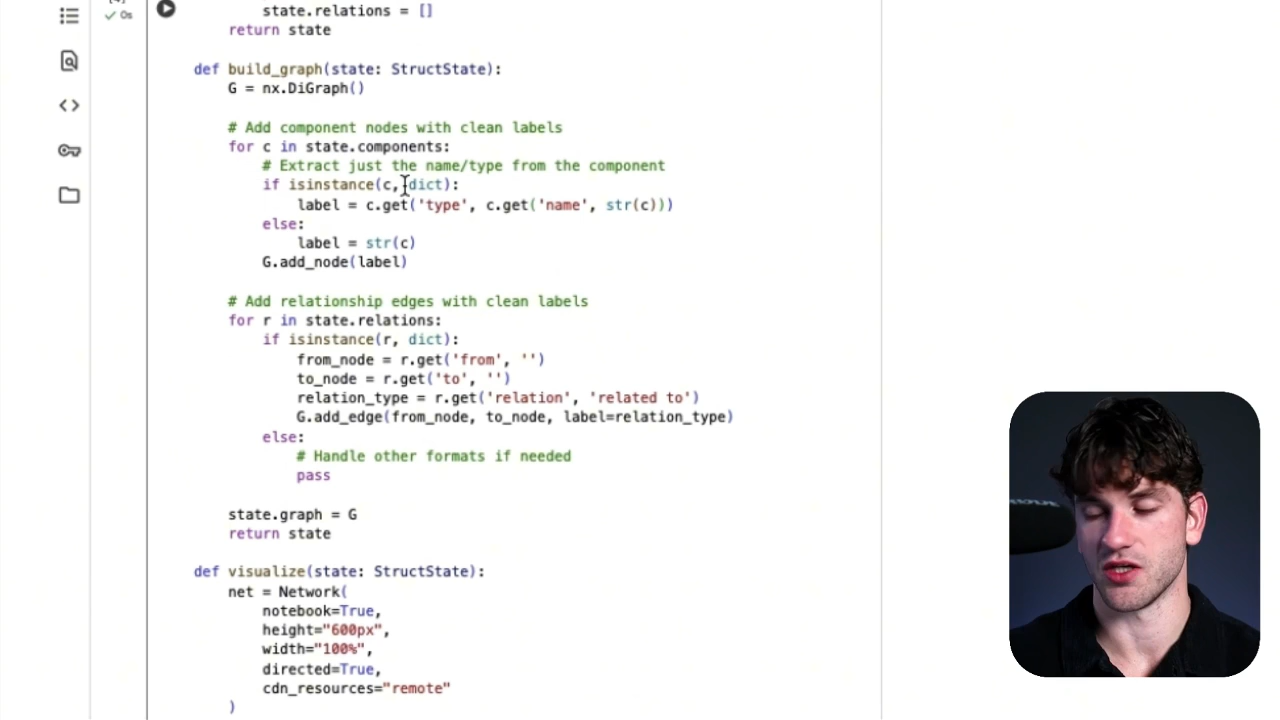 0s
state.relations = []
return state
def build_graph(state: StructState):
G = nx.DiGraph()
# Add component nodes with clean labels
for c in state.components:
# Extract just the name/type from the component
if isinstance(c, dict):
label = c.get('type', c.get('name', str(c)))
else:
label = str(c)
G.add_node(label)
# Add relationship edges with clean labels
for r in state.relations:
if isinstance(r, dict):
from_node = r.get('from', '')
to_node = r.get('to', '')
relation_type = r.get('relation', 'related to')
G.add_edge(from_node, to_node, label=relation_type)
else:
# Handle other formats if needed
pass
state.graph = G
return state
def visualize(state: StructState):
net = Network(
notebook=True,
height="600px",
width="100%",
directed=True,
cdn_resources="remote"
)